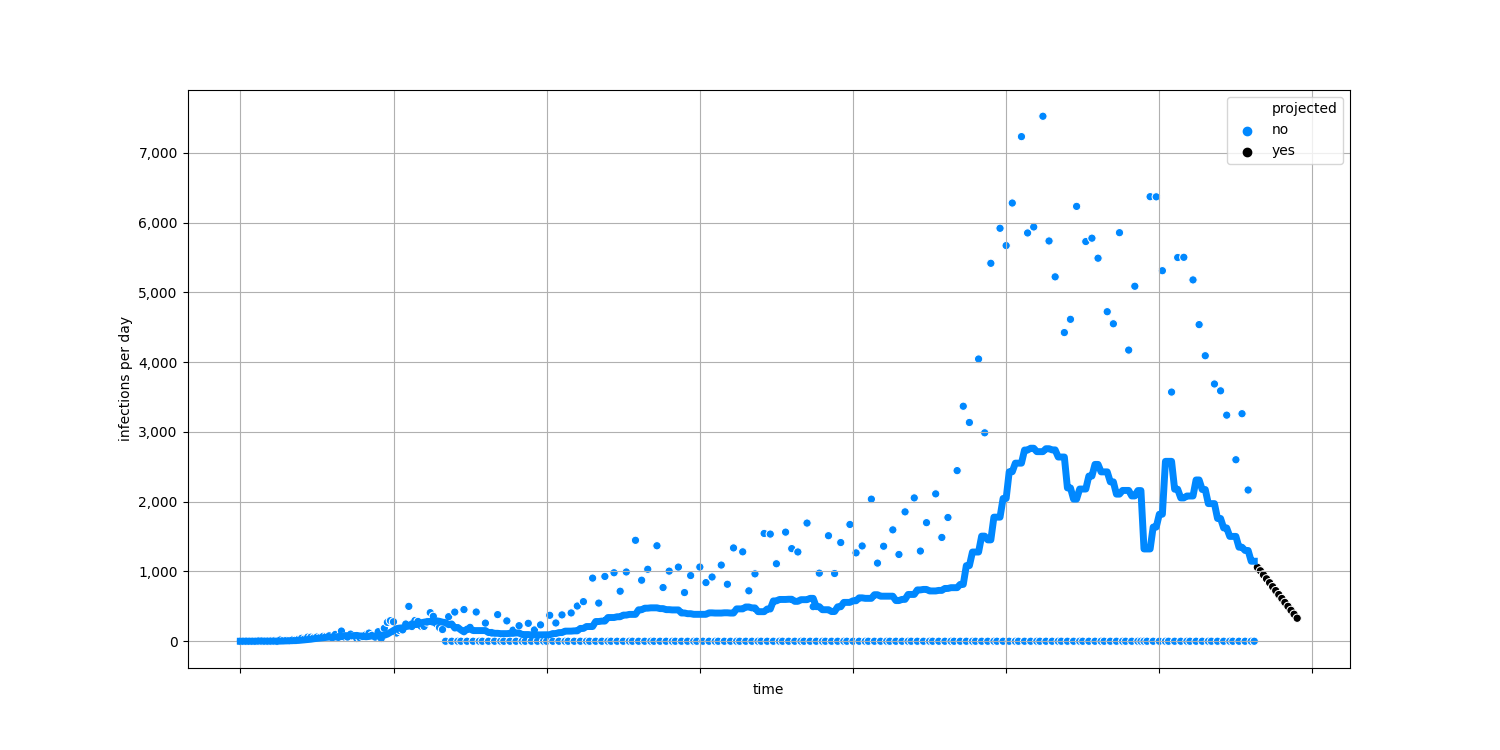 projected
no
yes
7,000
6,000
5,000
4,000
3,000
2,000
1,000
0
infections per day
time